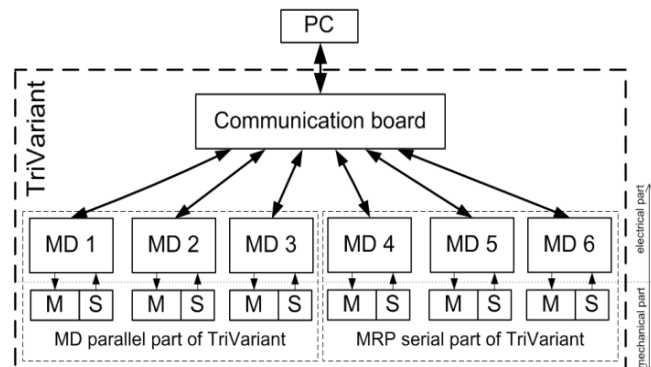 PC
TriVariant
Communication board
MD 1 MD 2 MD 3 MD 4 MD 5 MD 6
electrical part
M S M S M S M S M S M S
mechanical part
MD parallel part of TriVariant MRP serial part of TriVariant